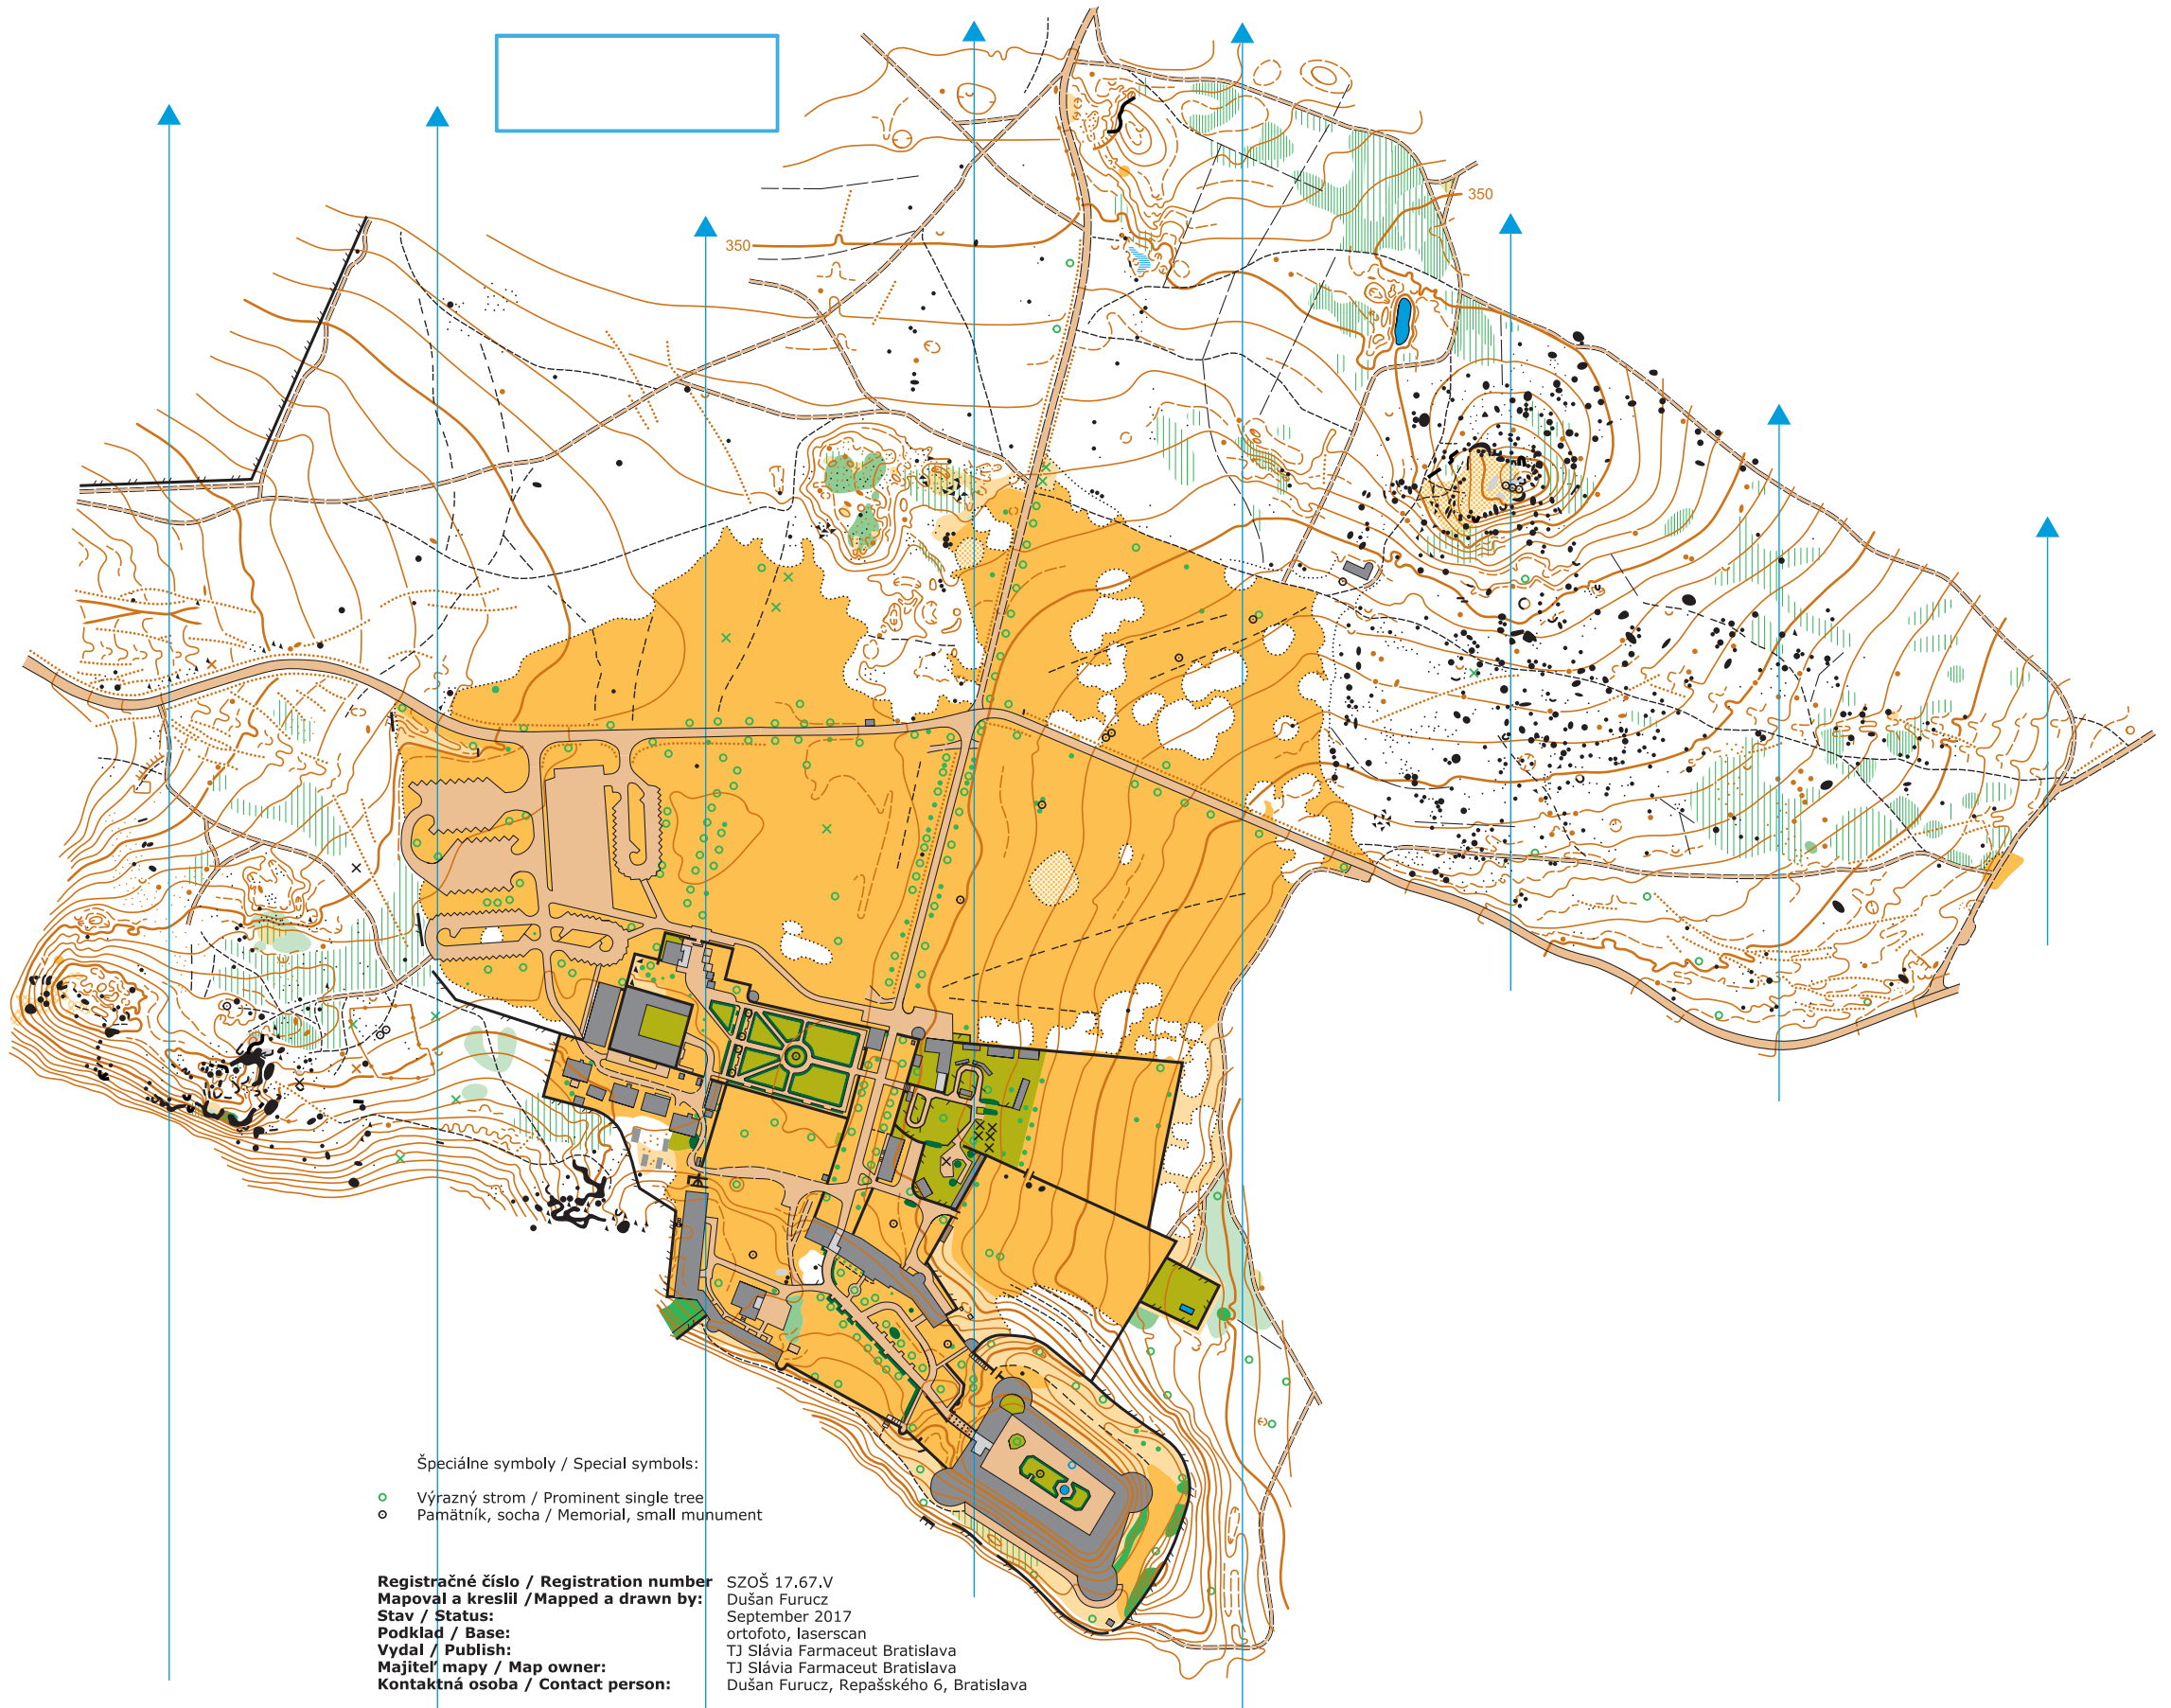 350
350
Špeciálne symboly / Special symbols:
Výrazný strom / Prominent single tree
Pamätník, socha / Memorial, small munument
Registračné číslo / Registration number SZOŠ 17.67.V
Mapoval a kreslil /Mapped a drawn by: Dušan Furucz
Stav / Status: September 2017
Podklad / Base: ortofoto, laserscan
Vydal / Publish: TJ Slávia Farmaceut Bratislava
Majiteľ mapy / Map owner: TJ Slávia Farmaceut Bratislava
Kontaktná osoba / Contact person: Dušan Furucz, Repašského 6, Bratislava